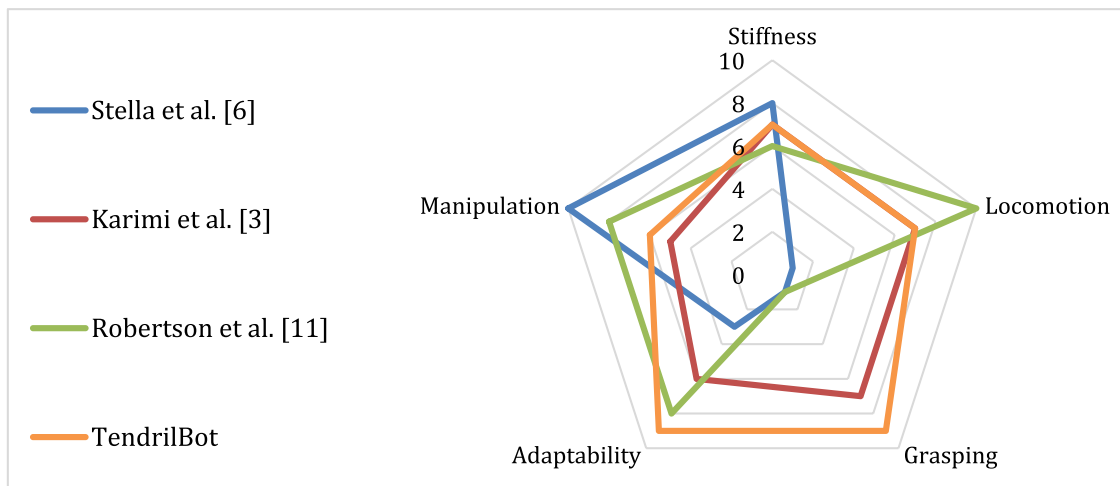 Stella et al. [6]
Karimi et al. [3]
Robertson et al. [11]
TendrilBot
Stiffness
10
8
6
4
2
0
Manipulation
Locomotion
Adaptability
Grasping